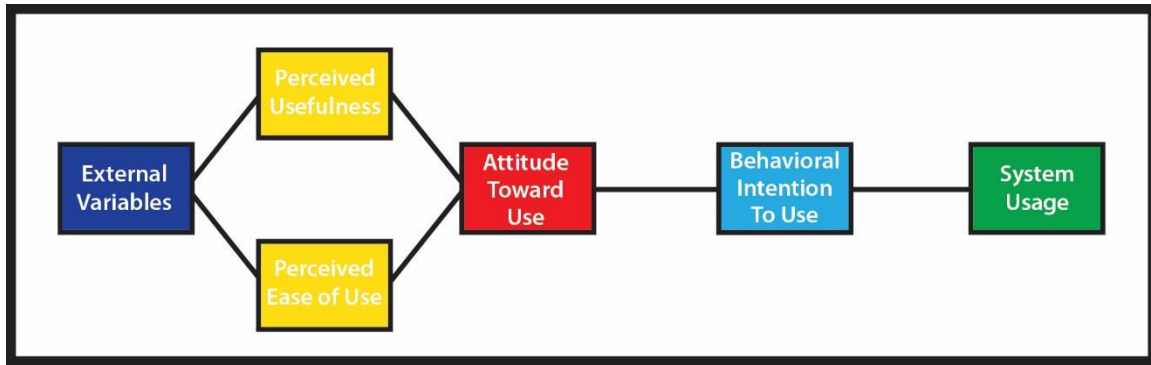 External
Variables
Perceived
Usefulness
Perceived
Ease of Use
Attitude
Toward
Use
Behavioral
Intention
To Use
System
Usage